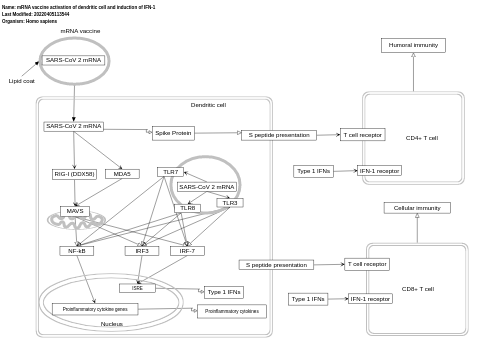 Name: mRNA vaccine activation of dendritic cell and induction of IFN-1
Last Modified: 20220405113544
Organism: Homo sapiens
mRNA vaccine
SARS-CoV 2 mRNA
Lipid coat
Humoral immunity
Dendritic cell
SARS-CoV 2 mRNA
Spike Protein
S peptide presentation
T cell receptor
CD4+ T cell
RIG-I (DDX58)
MDA5
TLR7
SARS-CoV 2 mRNA
TLR3
TLR8
Type 1 IFNs
IFN-1 receptor
MAVS
Cellular immunity
NF-kB
IRF3
IRF-7
S peptide presentation
T cell receptor
CD8+ T cell
ISRE
Type 1 IFNs
Type 1 IFNs
IFN-1 receptor
Proinflammatory cytokine genes
Proinflammatory cytokines
Nucleus